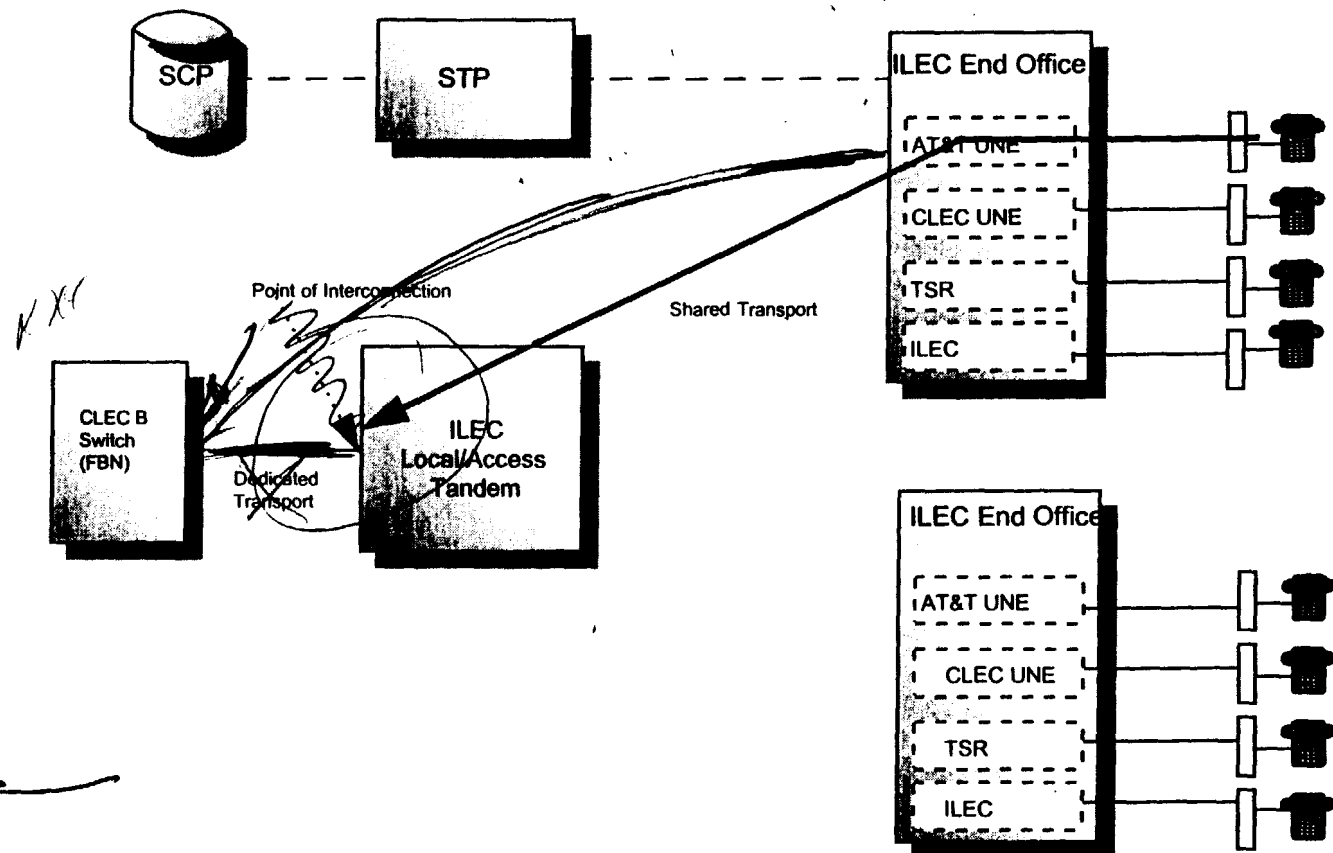 SCP
STP
ILEC End Office
AT&T UNE
CLEC UNE
TSR
ILEC
Point of Interconnection
Shared Transport
CLEC B
Switch
(FBN)
Dedicated
Transport
ILEC
Local/Access
Tandem
ILEC End Office
AT&T UNE
CLEC UNE
TSR
ILEC